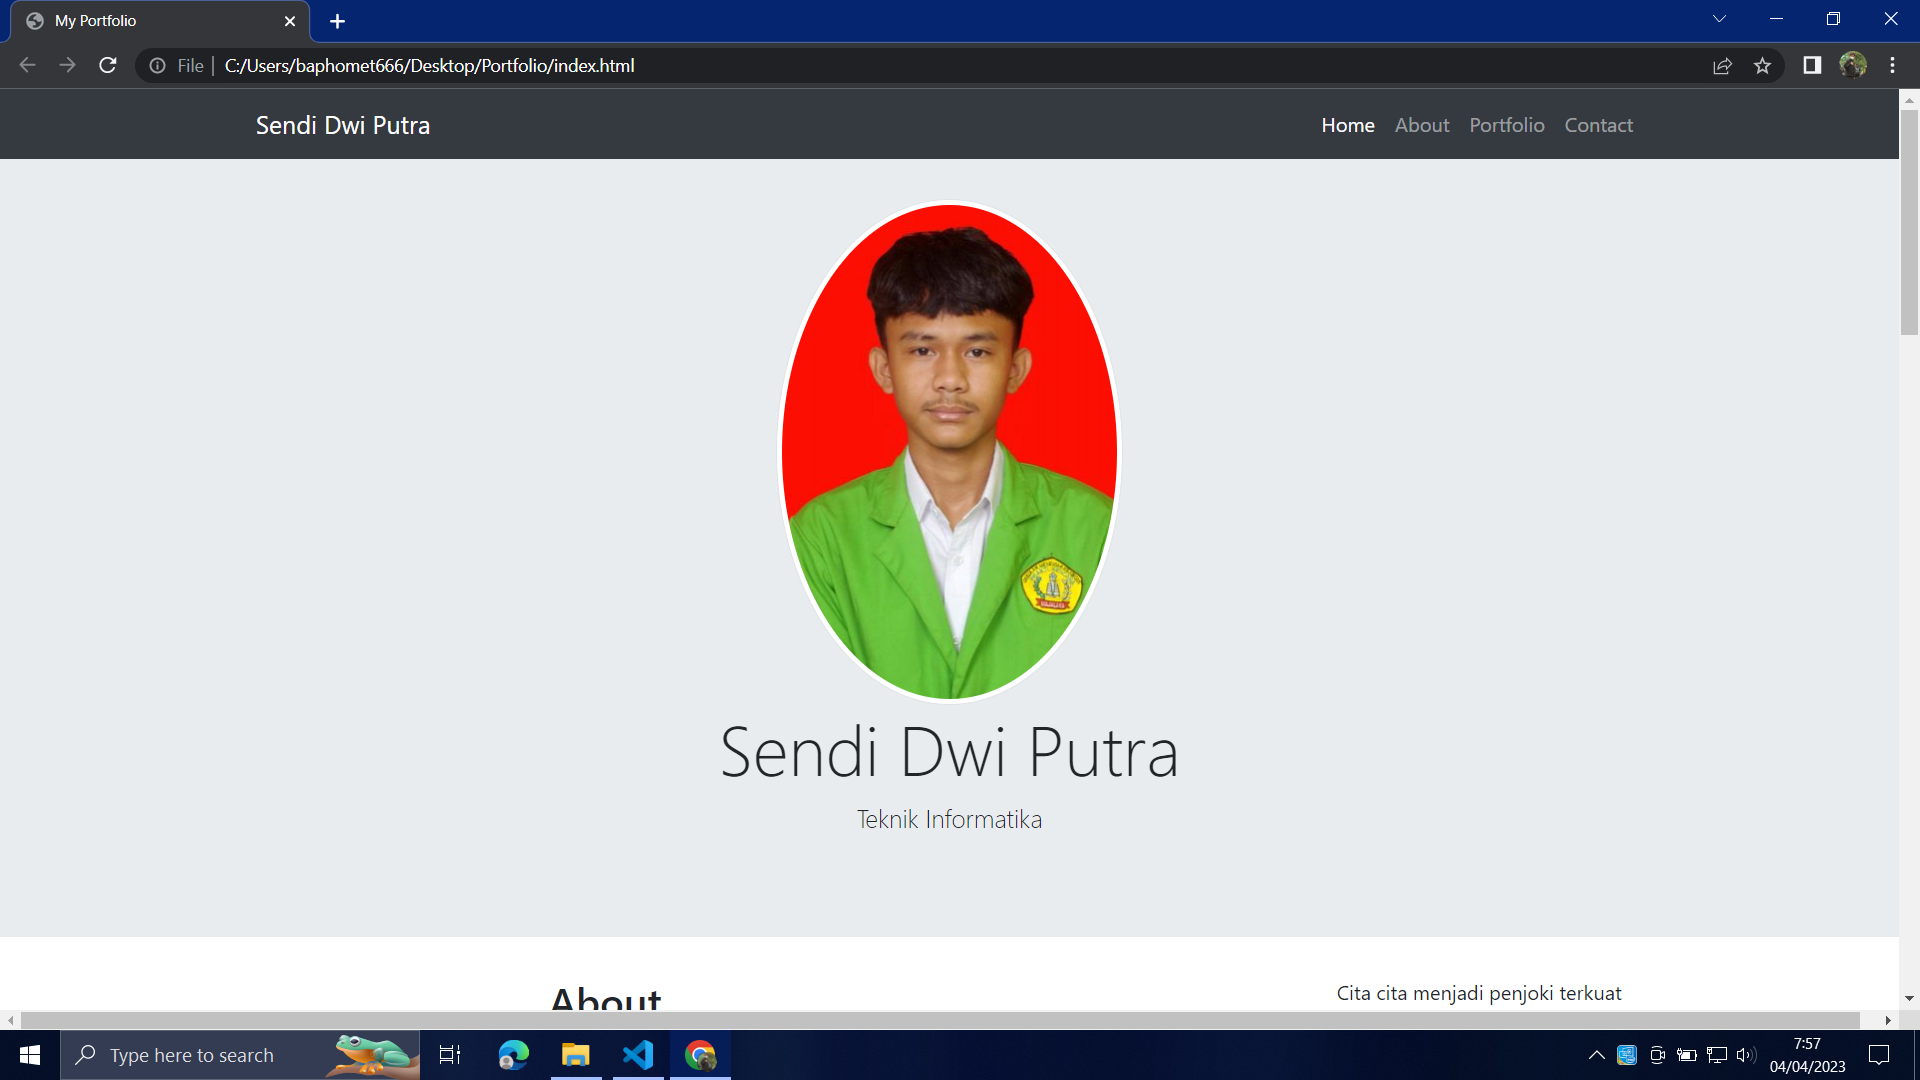 My Portfolio
File
C:/Users/baphomet666/Desktop/Portfolio/index.html
Sendi Dwi Putra
Home About Portfolio Contact
Sendi Dwi Putra
Teknik Informatika
About
Cita cita menjadi penjoki terkuat
Type here to search
7:57
04/04/2023